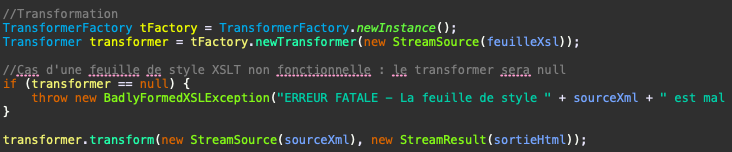 //Transformation
TransformerFactory tFactory = TransformerFactory.newInstance();
Transformer transformer = tFactory.newTransformer(new StreamSource(feuilleXsl));
//Cas d'une feuille de style XSLT non fonctionnelle : le transformer sera null
if (transformer == null) {
throw new BadlyFormedXSLException("ERREUR FATALE - La feuille de style " + sourceXml + " est mal
}
transformer.transform(new StreamSource(sourceXml), new StreamResult(sortieHtml));